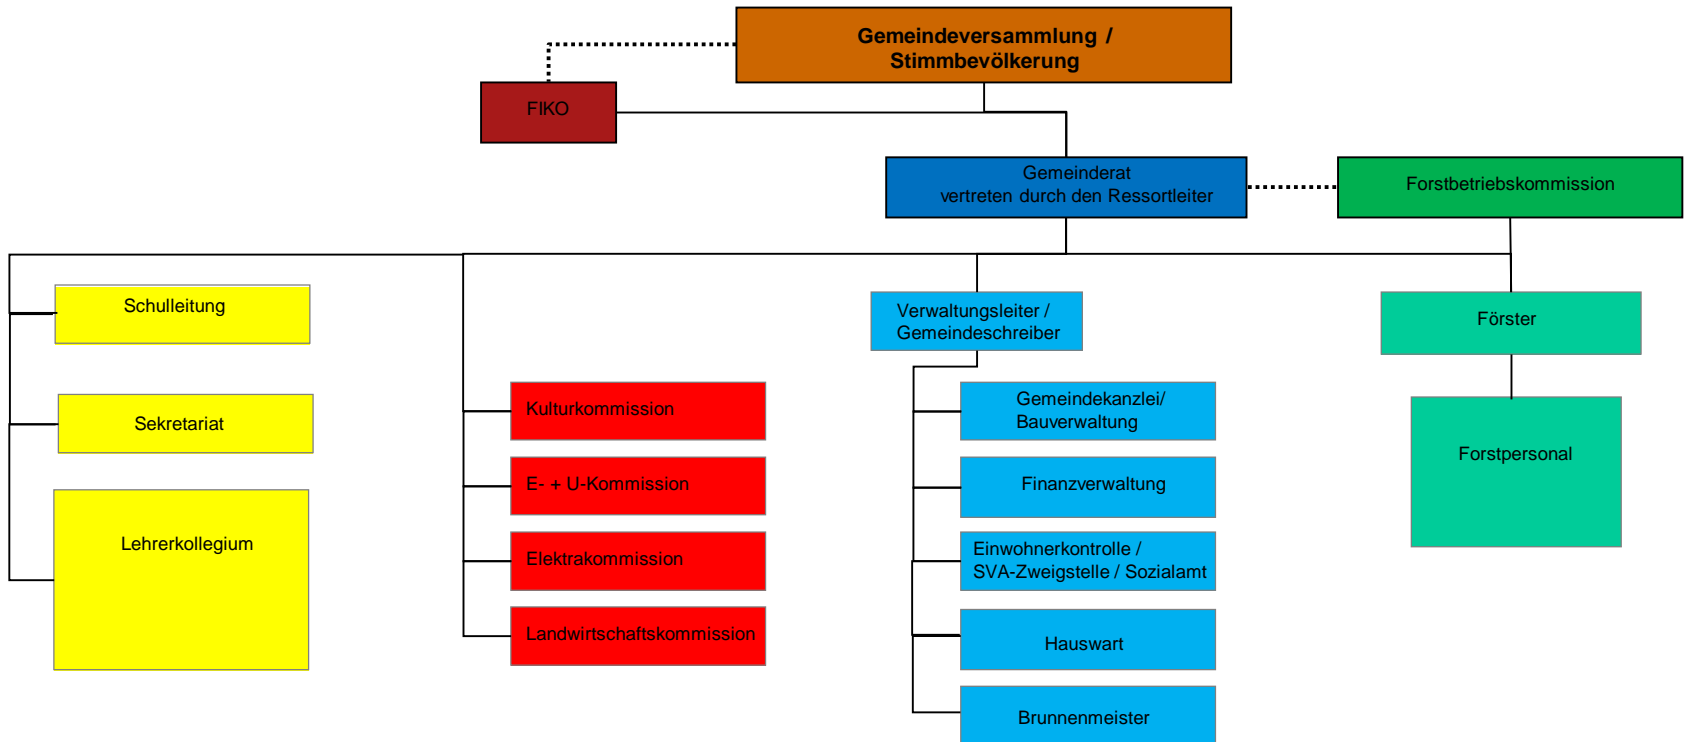 Gemeindeversammlung /
Stimmbevölkerung
FIKO
Gemeinderat
vertreten durch den Ressortleiter
Forstbetriebskommission
Schulleitung
Sekretariat
Lehrerkollegium
Kulturkommission
E- + U-Kommission
Elektrakommission
Landwirtschaftskommission
Verwaltungsleiter /
Gemeindeschreiber
Gemeindekanzlei/
Bauverwaltung
Finanzverwaltung
Einwohnerkontrolle /
SVA-Zweigstelle / Sozialamt
Hauswart
Brunnenmeister
Förster
Forstpersonal